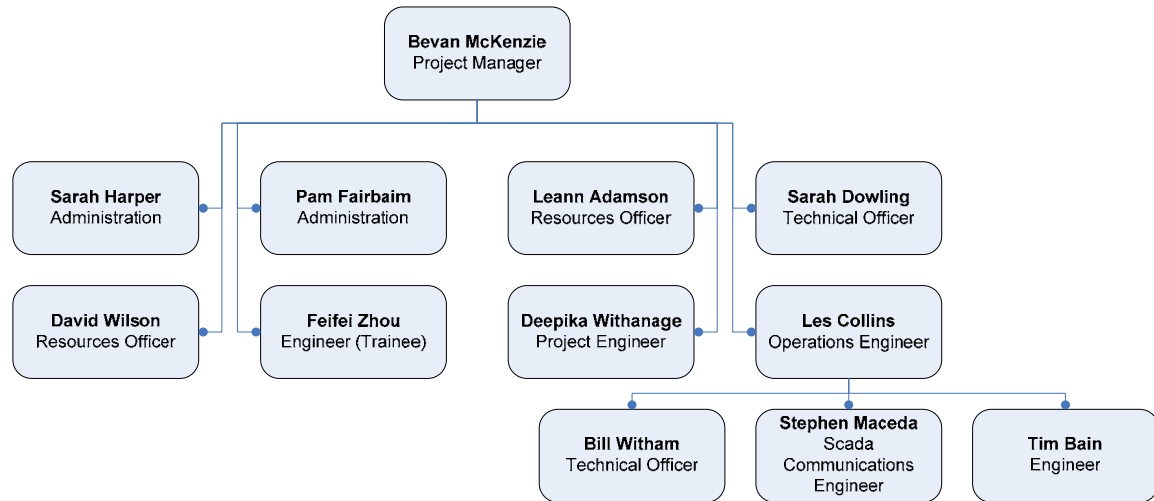 Bevan McKenzie
Project Manager
Sarah Harper
Administration
Pam Fairbaim
Administration
Leann Adamson
Resources Officer
Sarah Dowling
Technical Officer
David Wilson
Resources Officer
Feifei Zhou
Engineer (Trainee)
Deepika Withanage
Project Engineer
Les Collins
Operations Engineer
Bill Witham
Technical Officer
Stephen Maceda
Scada
Communications
Engineer
Tim Bain
Engineer